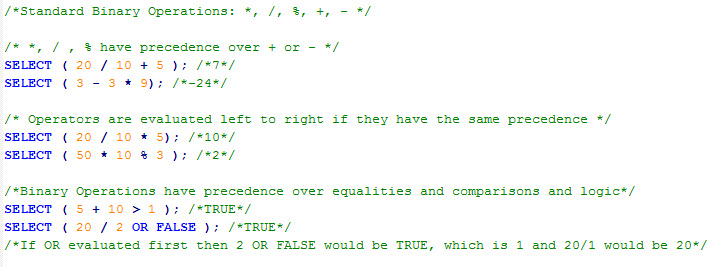 /*Standard Binary Operations: *, /, %, +, - */
/* *, / , % have precedence over + or - */
SELECT ( 20 / 10 + 5 ); /*7*/
SELECT ( 3 - 3 * 9); /*-24*/
/* Operators are evaluated left to right if they have the same precedence */
SELECT ( 20 / 10 * 5); /*10*/
SELECT ( 50 * 10 % 3 ); /*2*/
/*Binary Operations have precedence over equalities and comparisons and logic*/
SELECT ( 5 + 10 > 1 ); /*TRUE*/
SELECT ( 20 / 2 OR FALSE ); /*TRUE*/
/*If OR evaluated first then 2 OR FALSE would be TRUE, which is 1 and 20/1 would be 20*/